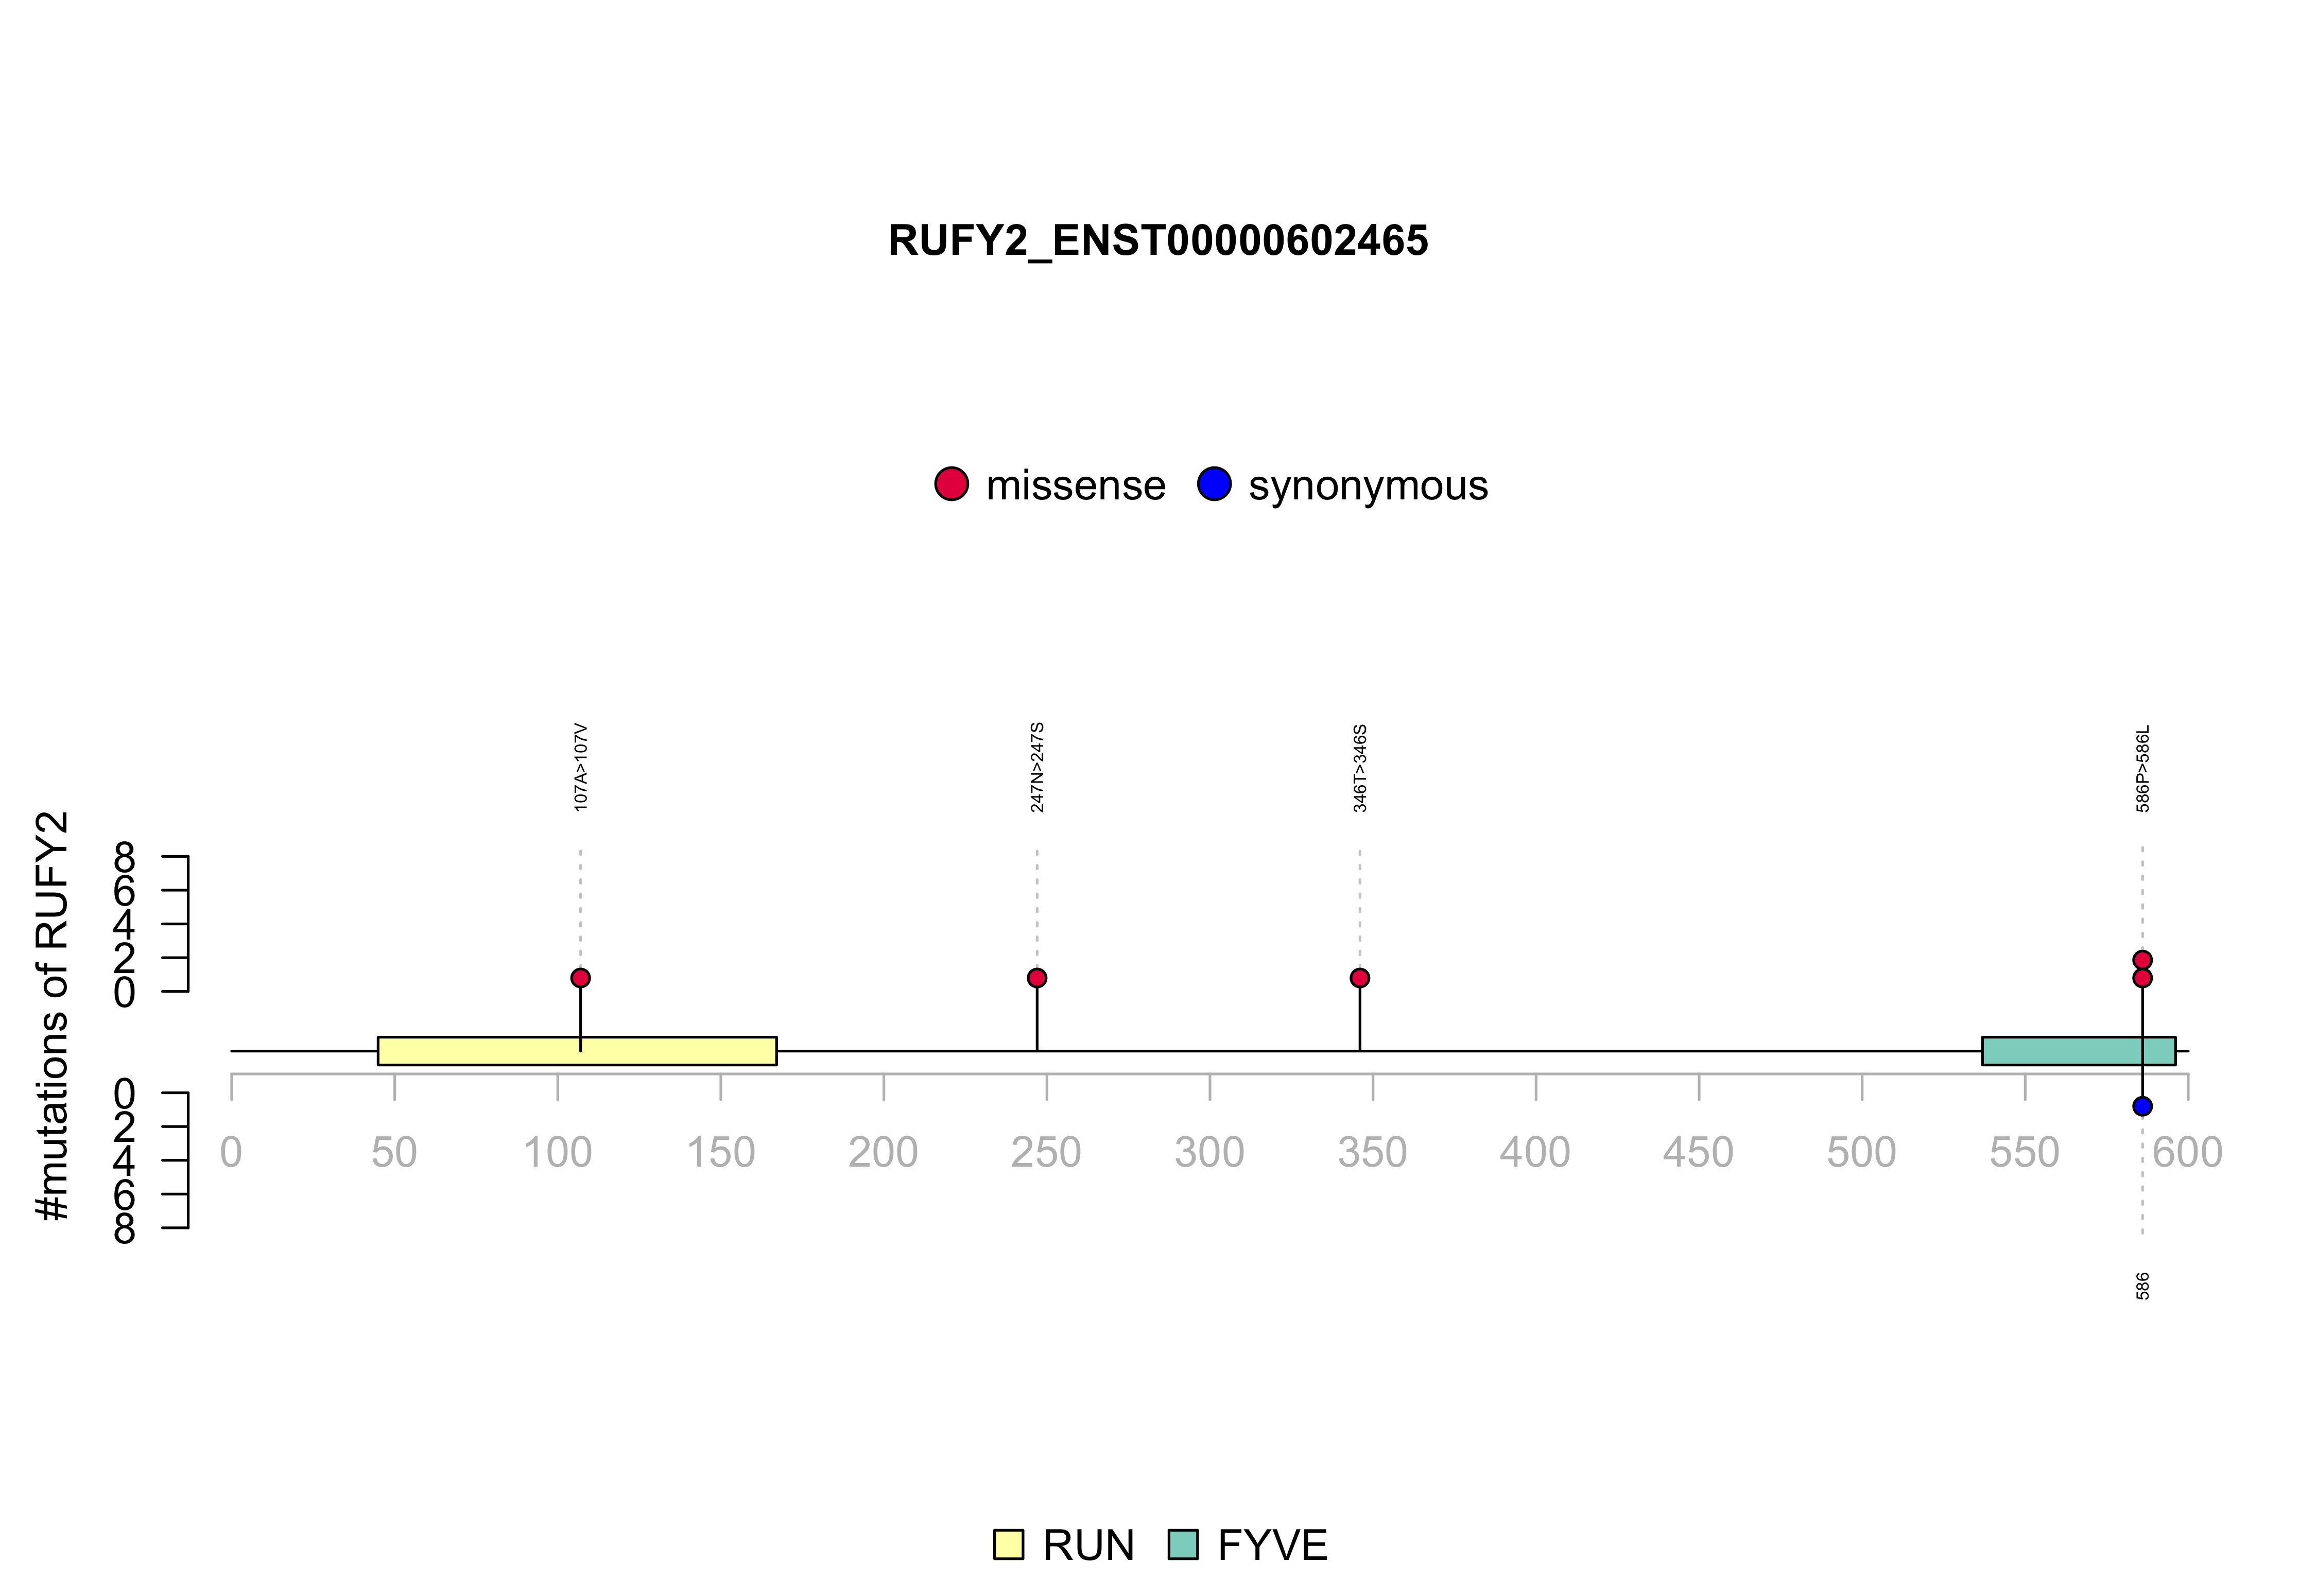 RUFY2_ENST00000602465
missense synonymous
107A>107V
247N>247S
346T>346S
586P>586L
#mutations of RUFY2
8
6
4
2
0
0
2
4
6
8
0 50 100 150 200 250 300 350 400 450 500 550 600
586
RUN FYVE